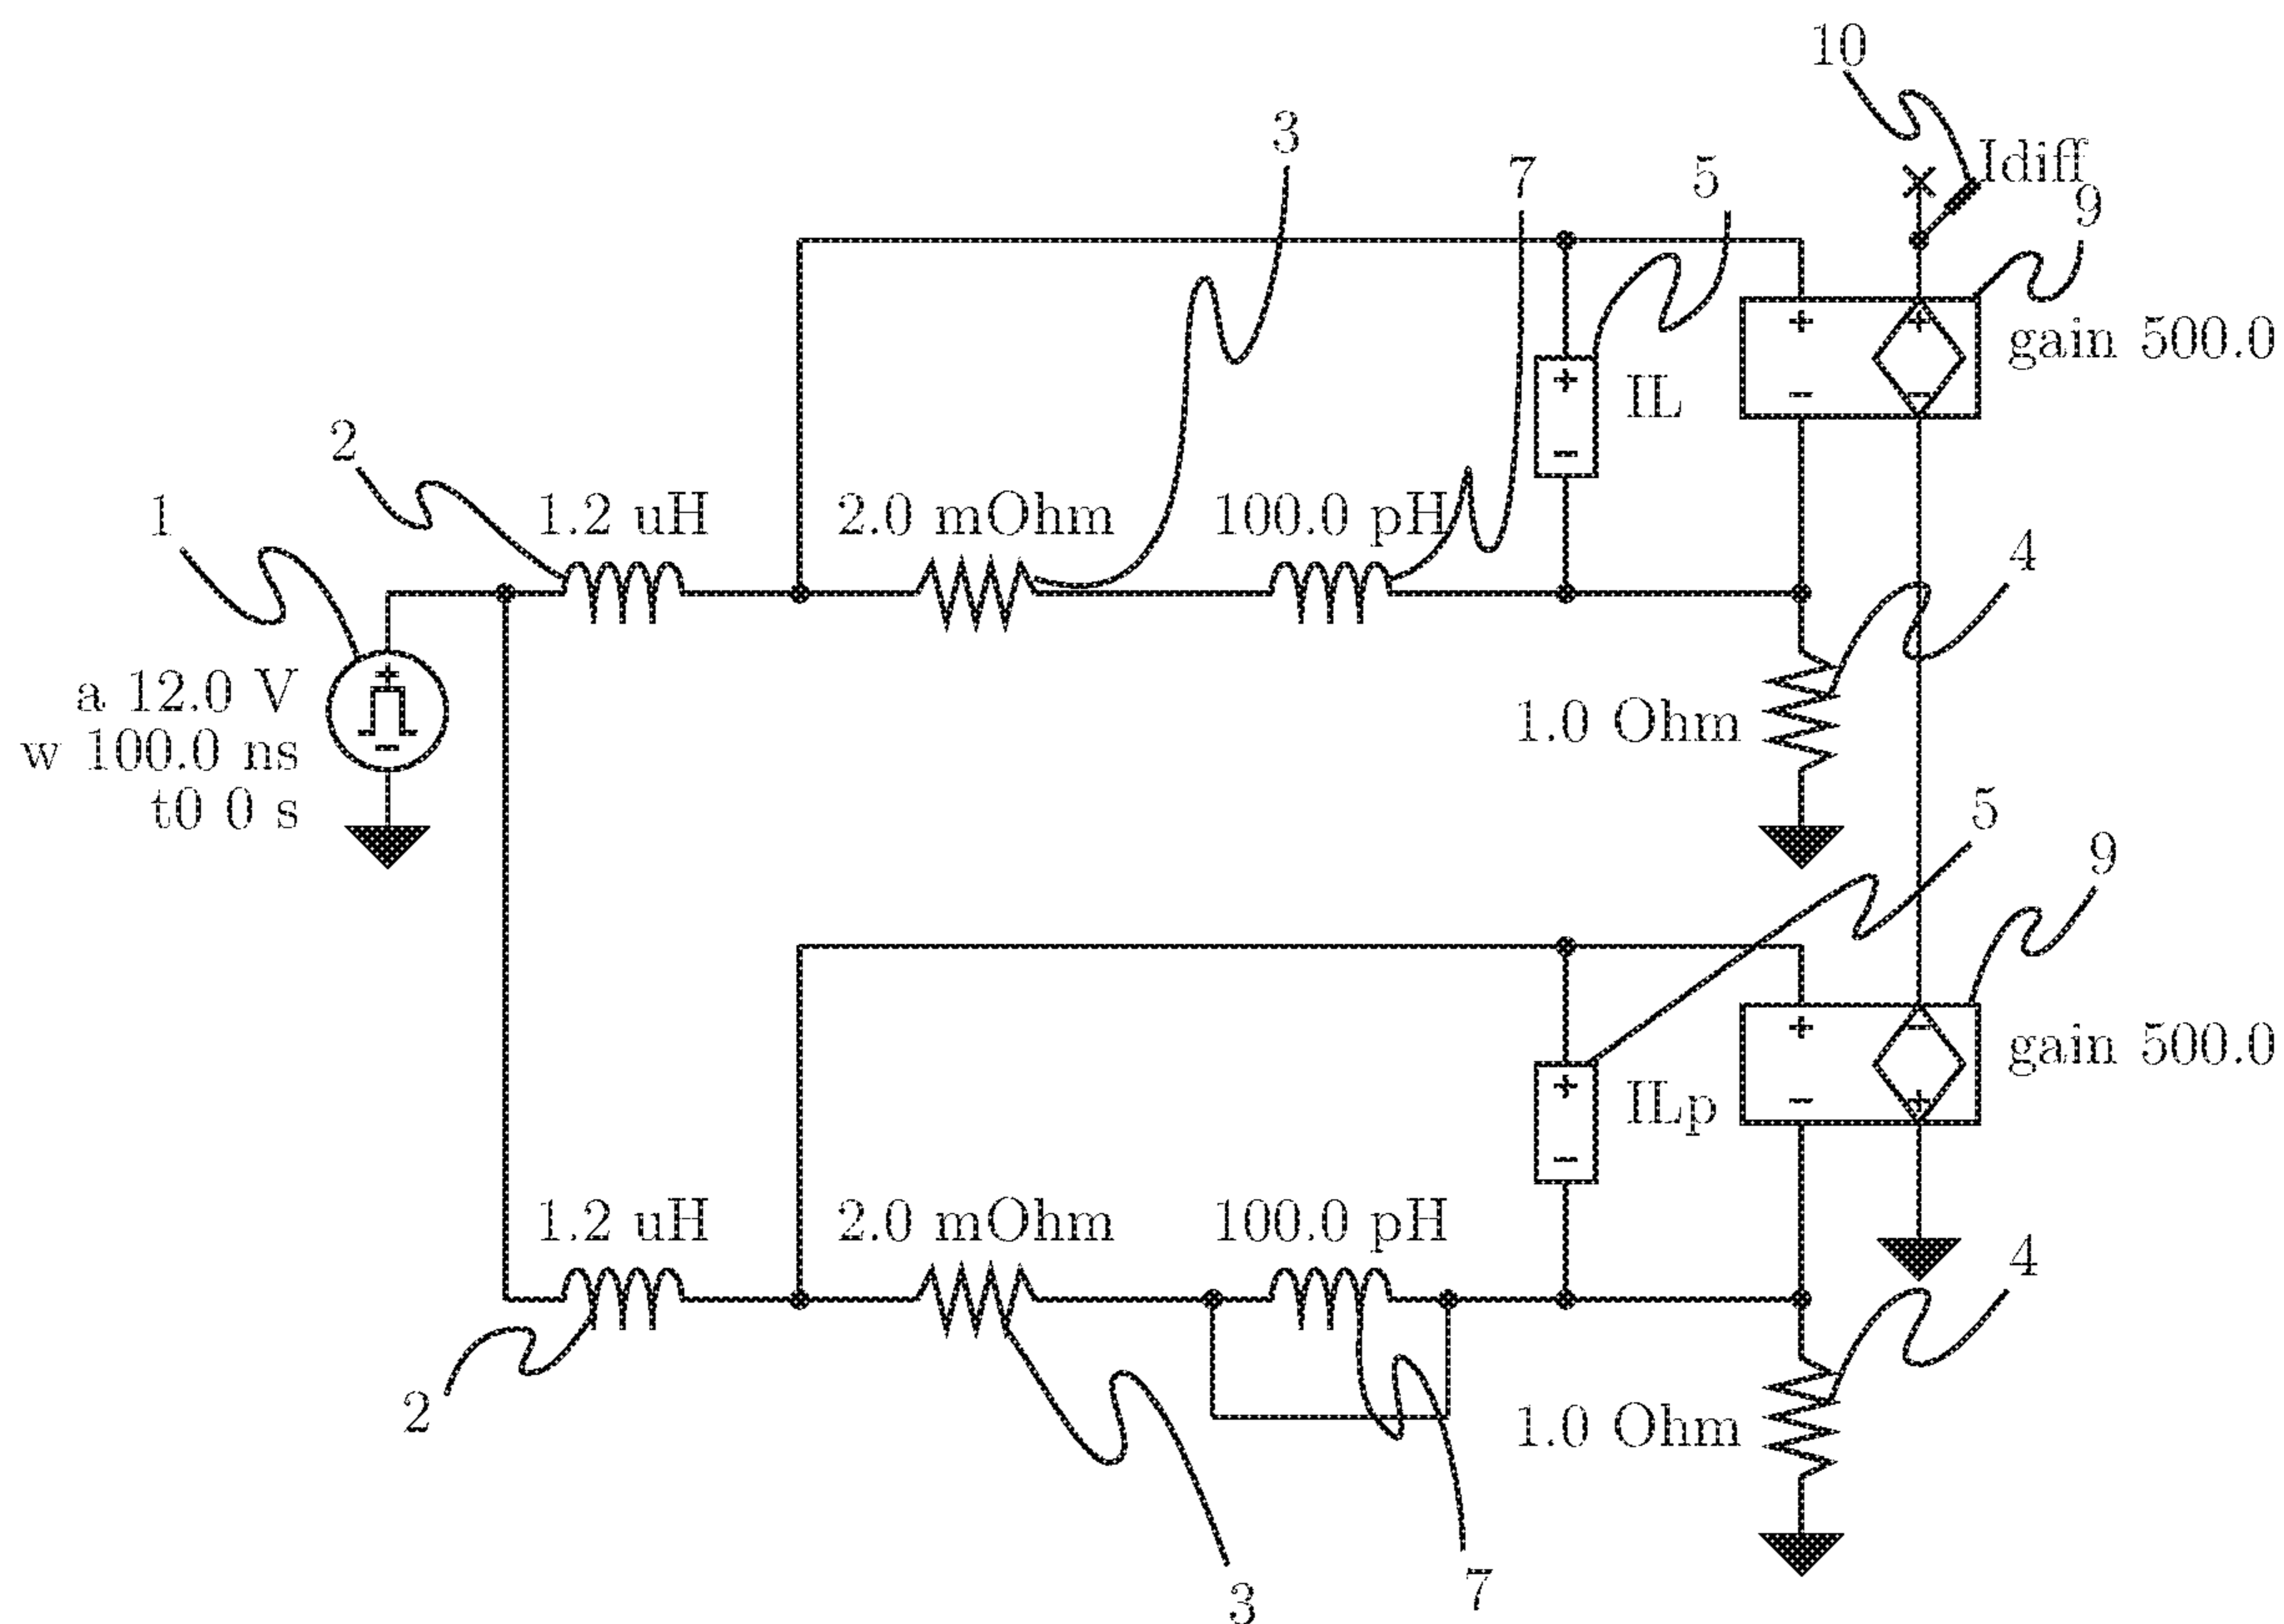 10
3
Idiff
7
5
9
+
+
gain 500.0
−
−
+
IL
−
2
1.2 uH
2.0 mOhm
100.0 pH
1
4
+
a 12.0 V
w 100.0 ns
t0 0 s
−
1.0 Ohm
5
9
+
−
gain 500.0
−
+
+
ILp
−
1.2 uH
2.0 mOhm
100.0 pH
4
2
1.0 Ohm
3
7